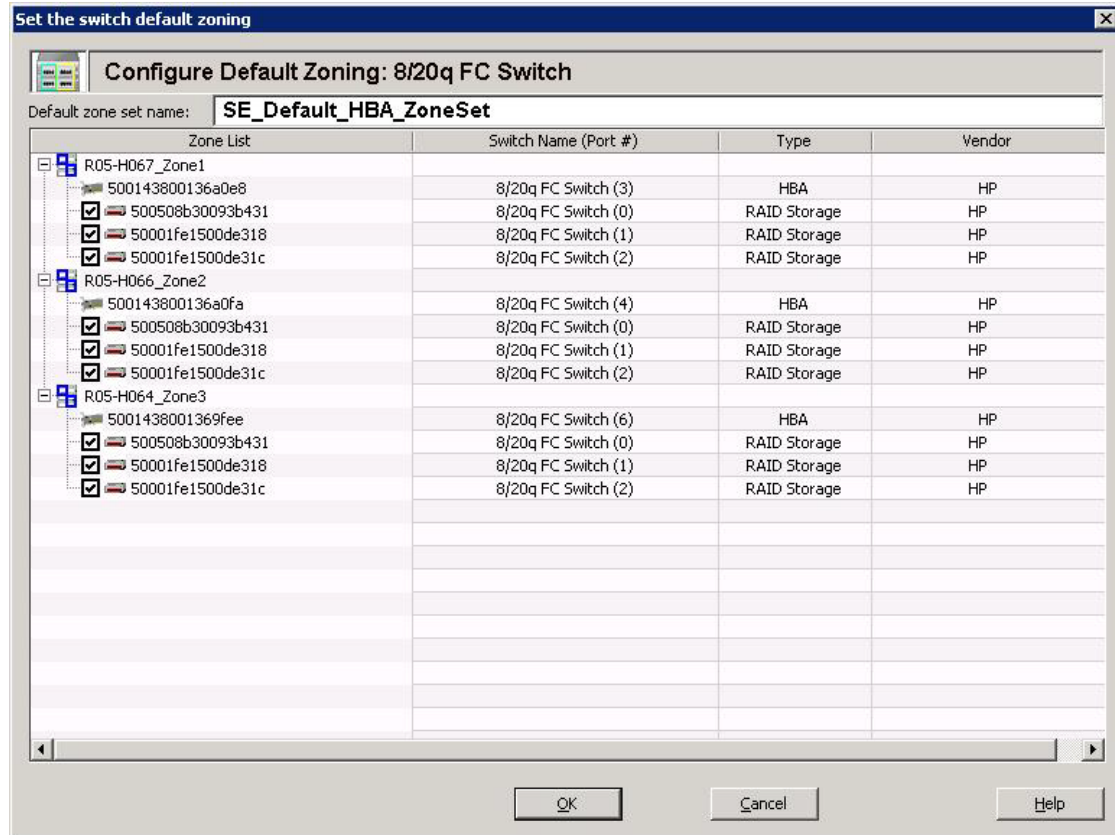 Set the switch default zoning
Configure Default Zoning: 8/20q FC Switch
Default zone set name: SE_Default_HBA_ZoneSet
Zone List Switch Name (Port #) Type Vendor
R05-H067_Zone1
500143800136a0e8 8/20q FC Switch (3) HBA HP
500508b30093b431 8/20q FC Switch (0) RAID Storage HP
50001fe1500de318 8/20q FC Switch (1) RAID Storage HP
50001fe1500de31c 8/20q FC Switch (2) RAID Storage HP
R05-H066_Zone2
500143800136a0fa 8/20q FC Switch (4) HBA HP
500508b30093b431 8/20q FC Switch (0) RAID Storage HP
50001fe1500de318 8/20q FC Switch (1) RAID Storage HP
50001fe1500de31c 8/20q FC Switch (2) RAID Storage HP
R05-H064_Zone3
5001438001369fee 8/20q FC Switch (6) HBA HP
500508b30093b431 8/20q FC Switch (0) RAID Storage HP
50001fe1500de318 8/20q FC Switch (1) RAID Storage HP
50001fe1500de31c 8/20q FC Switch (2) RAID Storage HP
OK Cancel Help